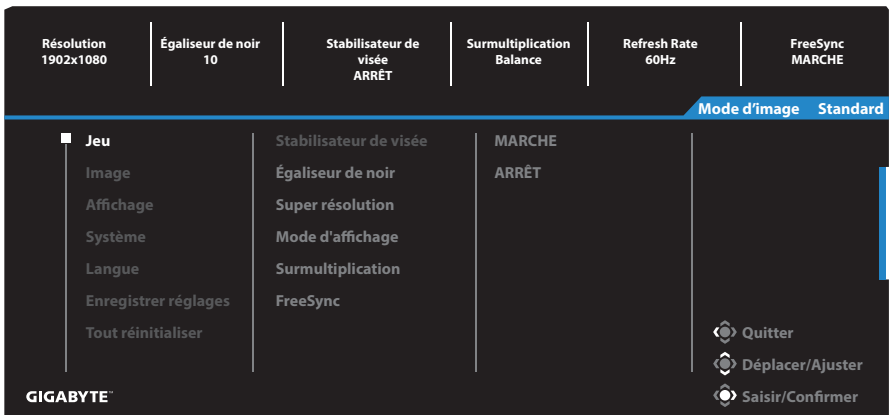 Résolution
1902x1080
Égaliseur de noir
10
Stabilisateur de
visée
ARRÊT
Surmultiplication
Balance
Refresh Rate
60Hz
FreeSync
MARCHE
Mode d'image Standard
Jeu
Image
Affichage
Système
Langue
Enregistrer réglages
Tout réinitialiser
Stabilisateur de visée
Égaliseur de noir
Super résolution
Mode d'affichage
Surmultiplication
FreeSync
MARCHE
ARRÊT
Quitter
Déplacer/Ajuster
Saisir/Confirmer
GIGABYTE™